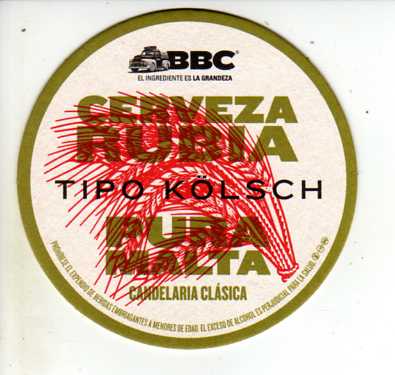 BBC
EL INGREDIENTE ES LA GRANDEZA
CERVEZA
RUBIA
TIPO KÖLSCH
PURA
MALTA
CANDELARIA CLÁSICA
PROHÍBESE EL EXPENDIO DE BEBIDAS EMBRIAGANTES A MENORES DE EDAD. EL EXCESO DE ALCOHOL ES PERJUDICIAL PARA LA SALUD.